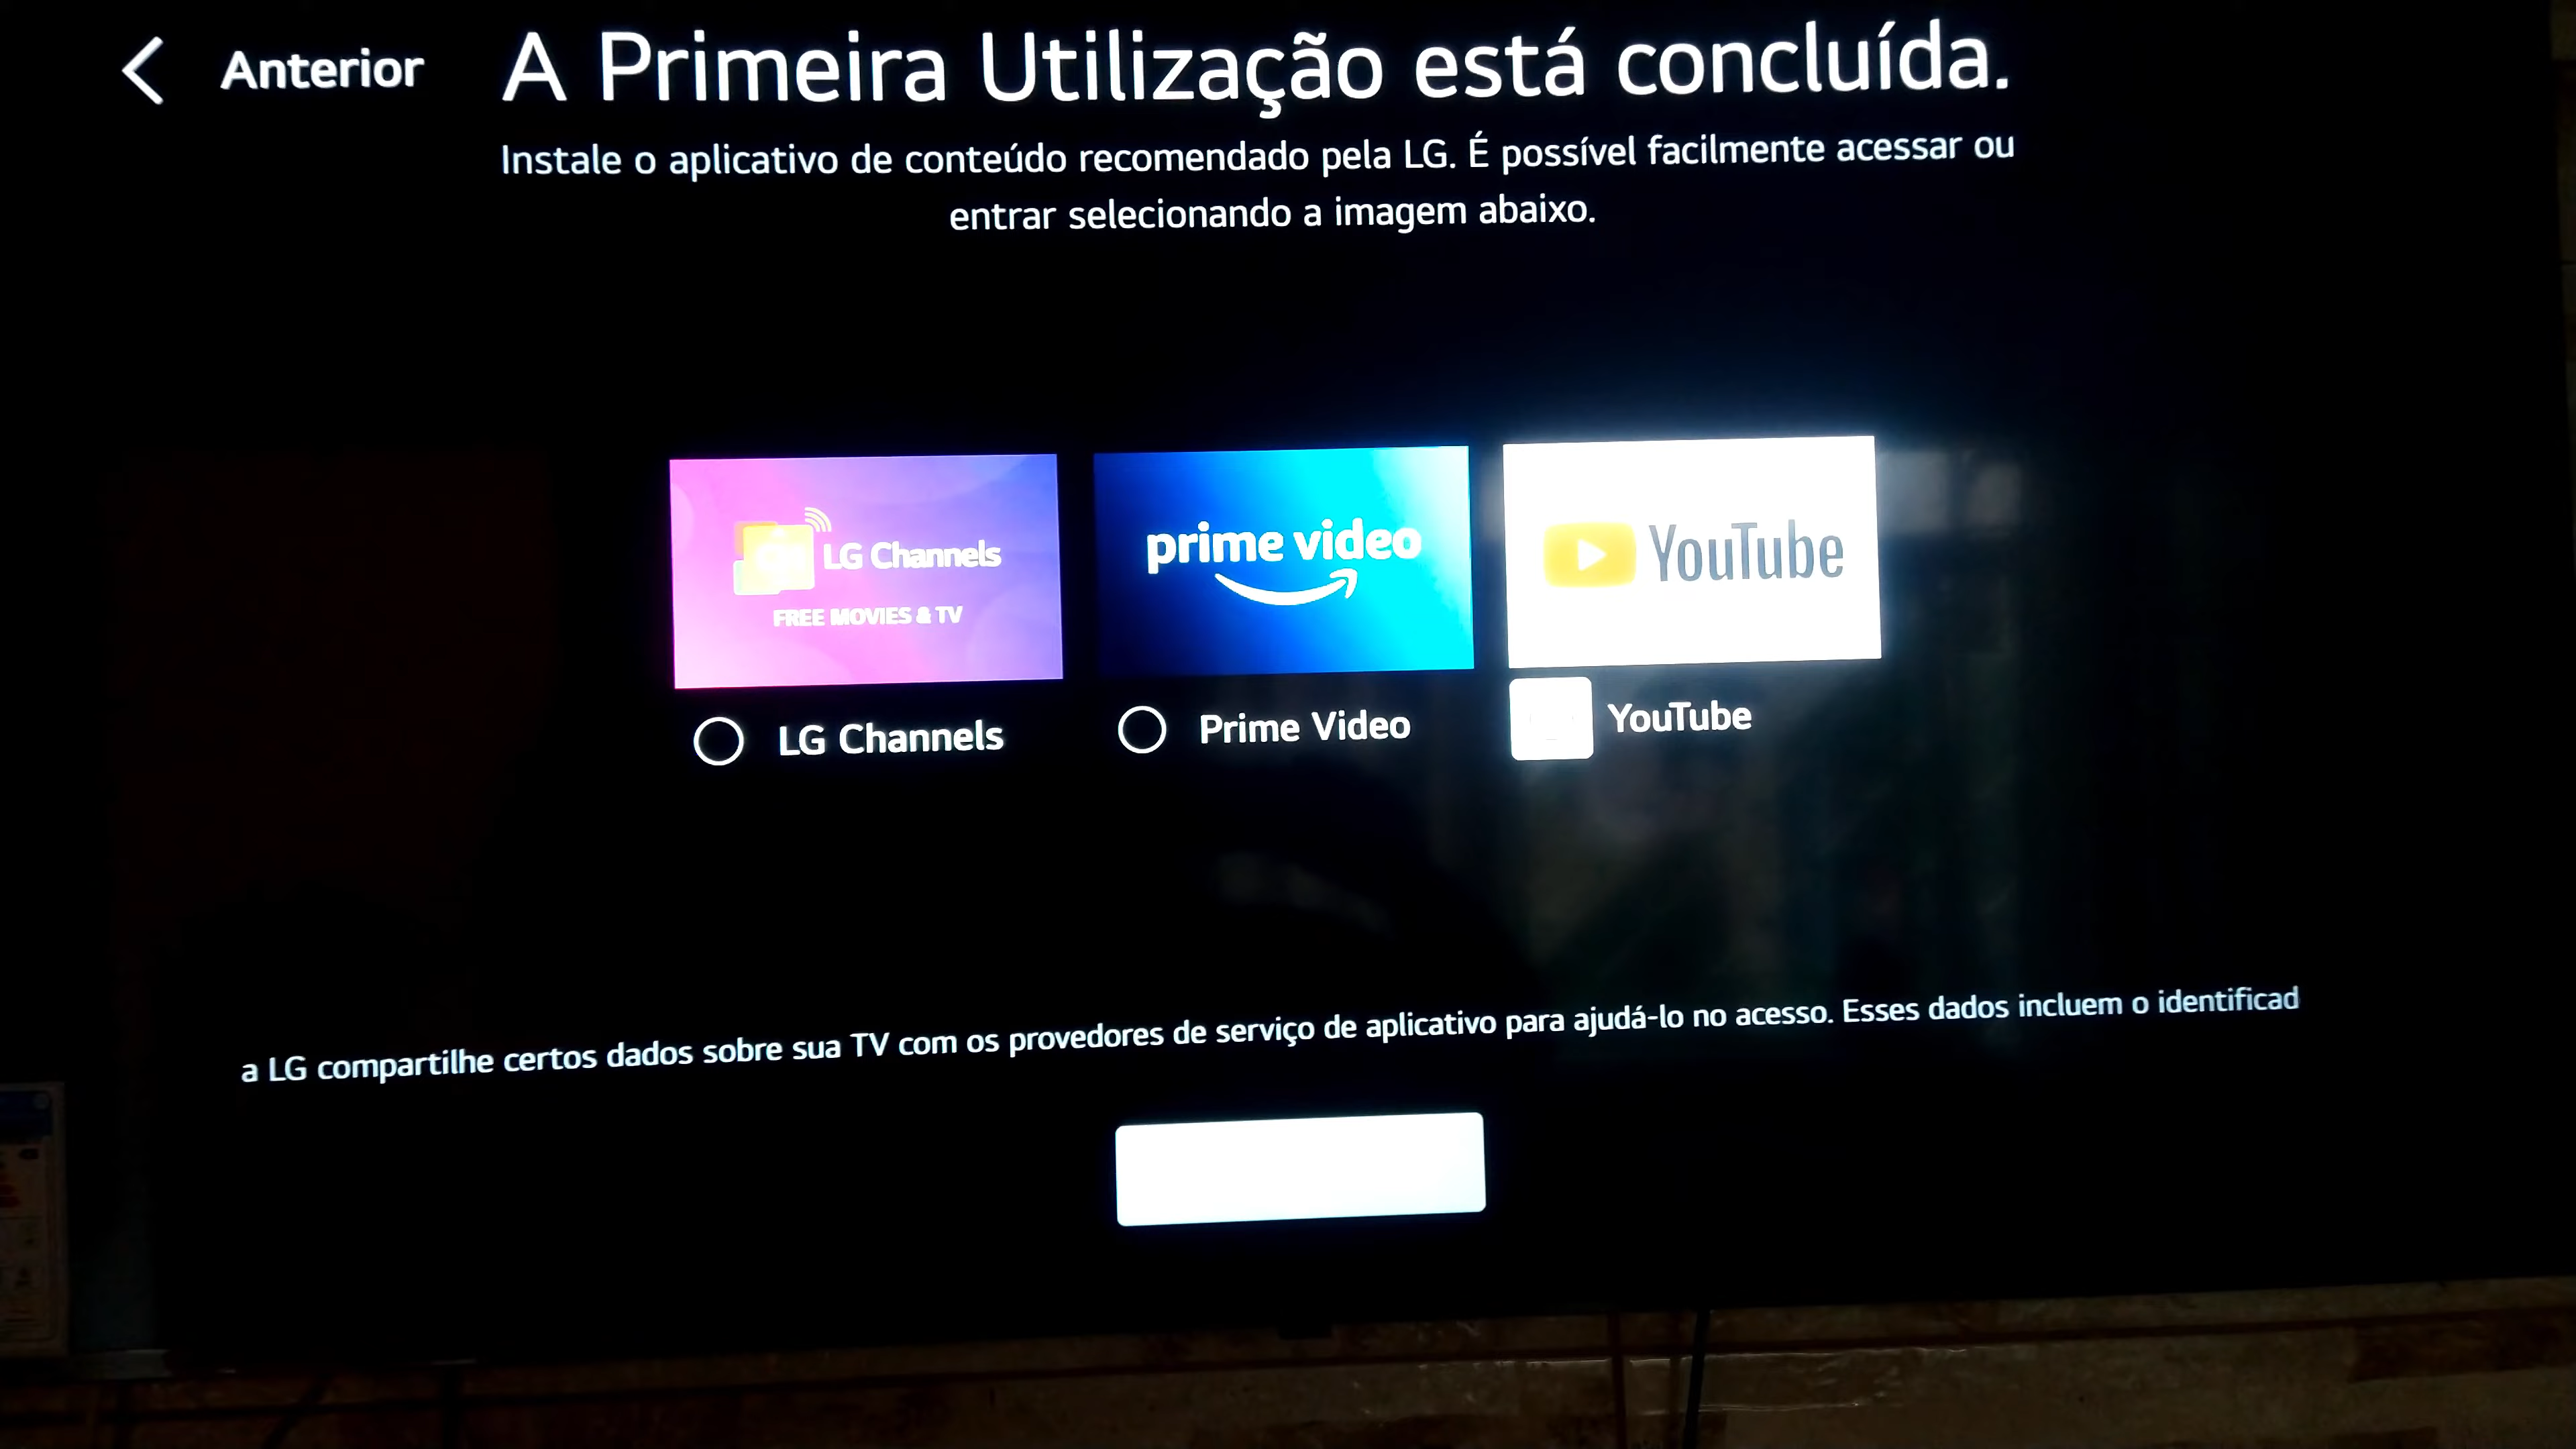 Anterior
A Primeira Utilização está concluída.
Instale o aplicativo de conteúdo recomendado pela LG. É possível facilmente acessar ou
entrar selecionando a imagem abaixo.
LG Channels
FREE MOVIES & TV
prime video
YouTube
LG Channels
Prime Video
YouTube
a LG compartilhe certos dados sobre sua TV com os provedores de serviço de aplicativo para ajudá-lo no acesso. Esses dados incluem o identificad